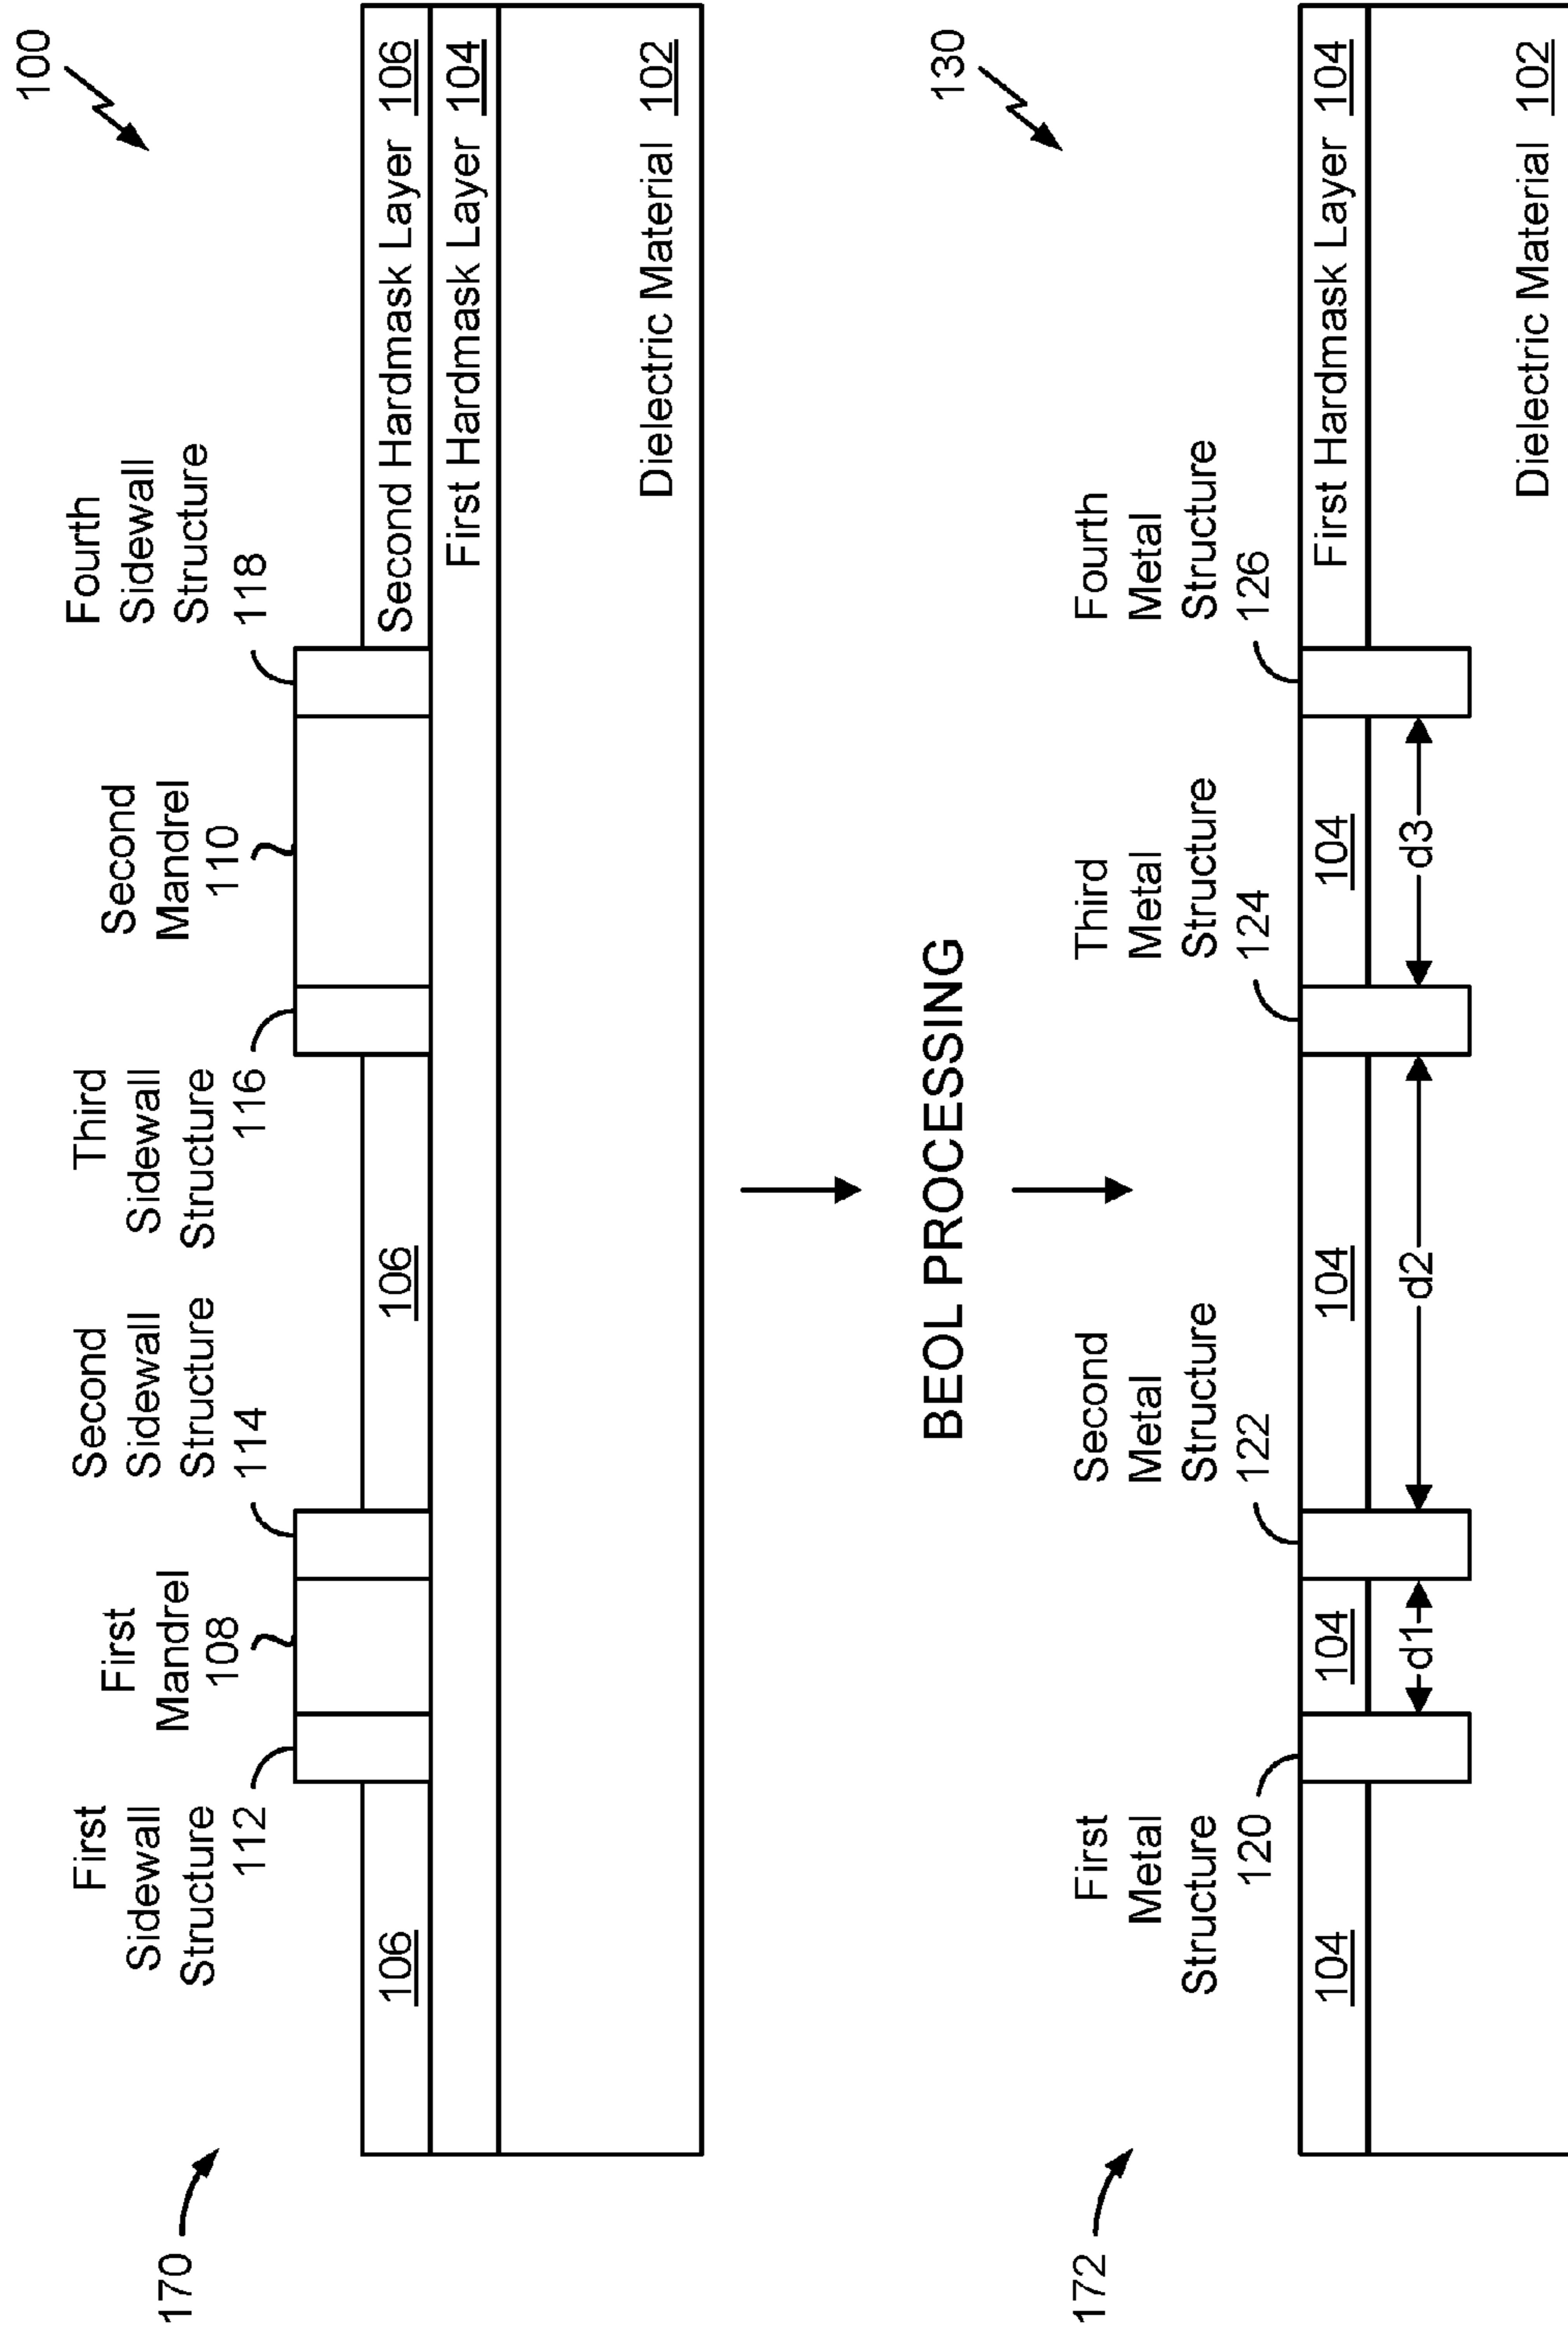 100
170
First
Sidewall
Structure
112
First
Mandrel
108
Second
Sidewall
Structure
114
Third
Sidewall
Structure
116
Second
Mandrel
110
Fourth
Sidewall
Structure
118
106
106
Second Hardmask Layer 106
First Hardmask Layer 104
Dielectric Material 102
BEOL PROCESSING
130
172
First
Metal
Structure
120
Second
Metal
Structure
122
Third
Metal
Structure
124
Fourth
Metal
Structure
126
104
104
104
104
First Hardmask Layer 104
d1
d2
d3
Dielectric Material 102